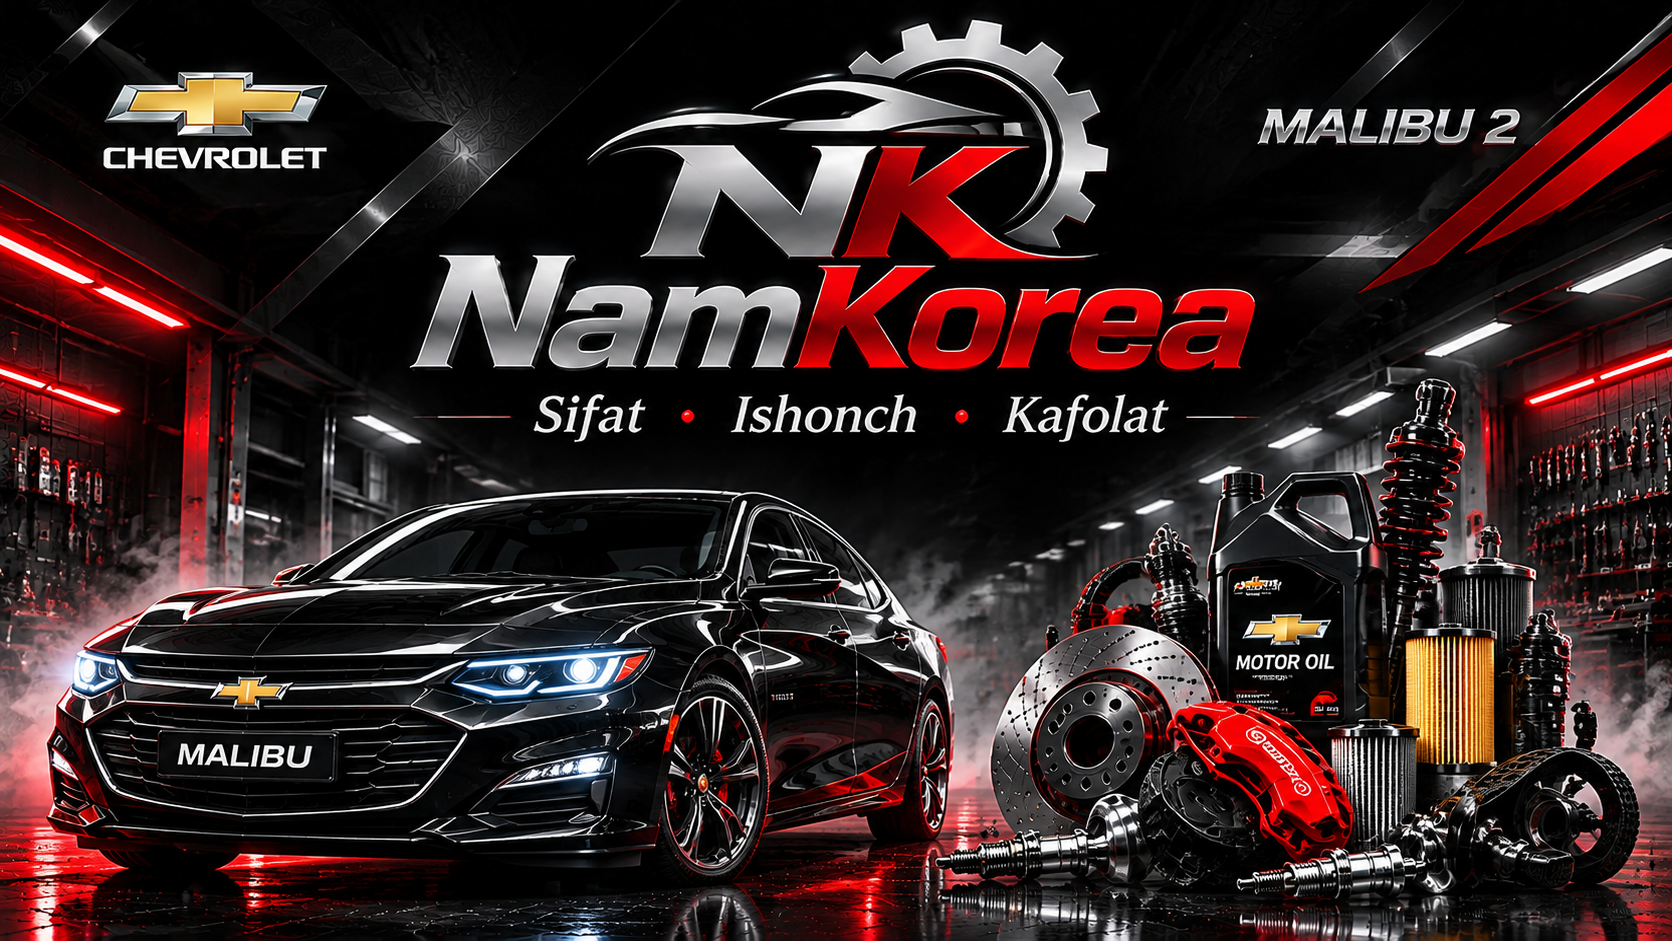 CHEVROLET
MALIBU 2
NK
NamKorea
Sifat • Ishonch • Kafolat
MALIBU
MOTOR OIL